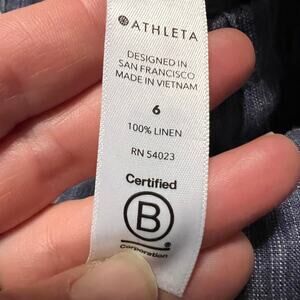 ATHLETA
DESIGNED IN
SAN FRANCISCO
MADE IN VIETNAM
6
100% LINEN
RN 54023
Certified
B
Corporation